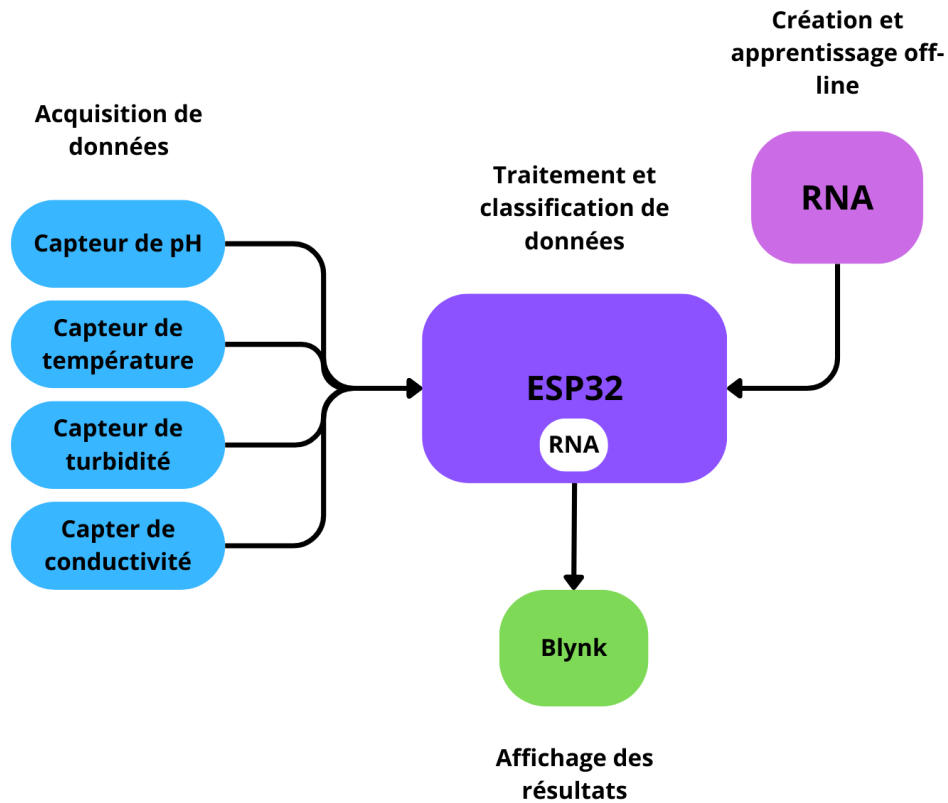 Création et
apprentissage off-
line
Acquisition de
données
Traitement et
classification de
données
RNA
Capteur de pH
Capteur de
température
Capteur de
turbidité
Capter de
conductivité
ESP32
RNA
Blynk
Affichage des
résultats